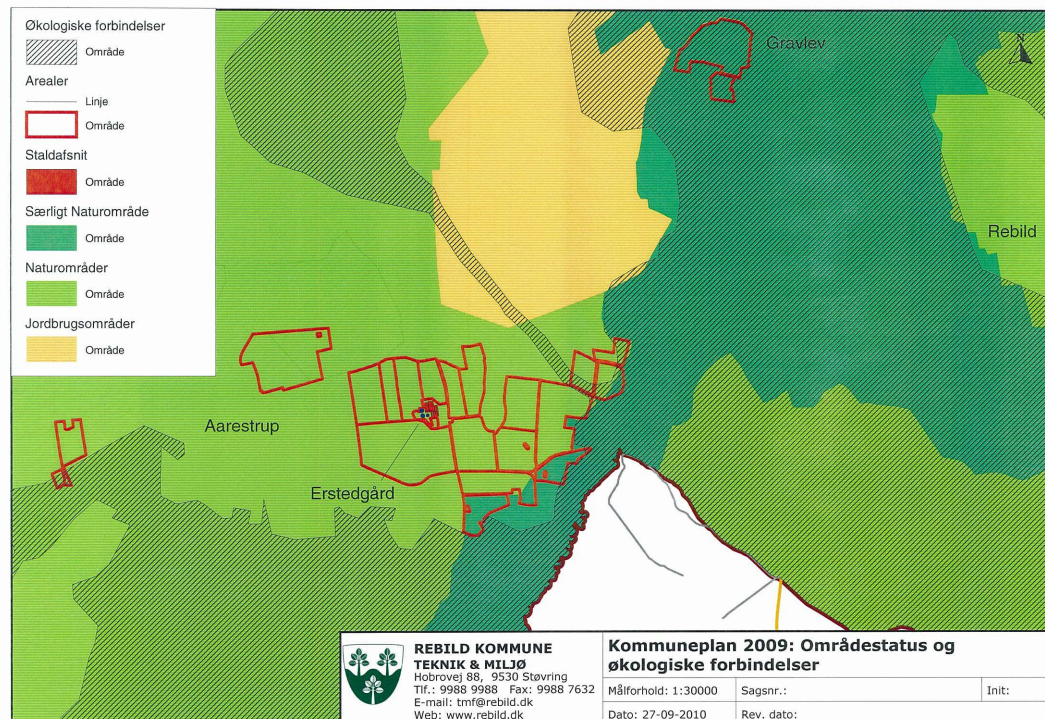 Økologiske forbindelser
Område
Arealer
Linje
Område
Staldafsnit
Område
Særligt Naturområde
Område
Naturområder
Område
Jordbrugsområder
Område
Gravlev
N
Rebild
Aarestrup
Erstedgård
REBILD KOMMUNE
TEKNIK & MILJØ
Hobrovej 88, 9530 Støvring
Tlf.: 9988 9988 Fax: 9988 7632
E-mail: tmf@rebild.dk
Web: www.rebild.dk
Kommuneplan 2009: Områdestatus og
økologiske forbindelser
Målforhold: 1:30000
Sagsnr.:
Init:
Dato: 27-09-2010
Rev. dato: